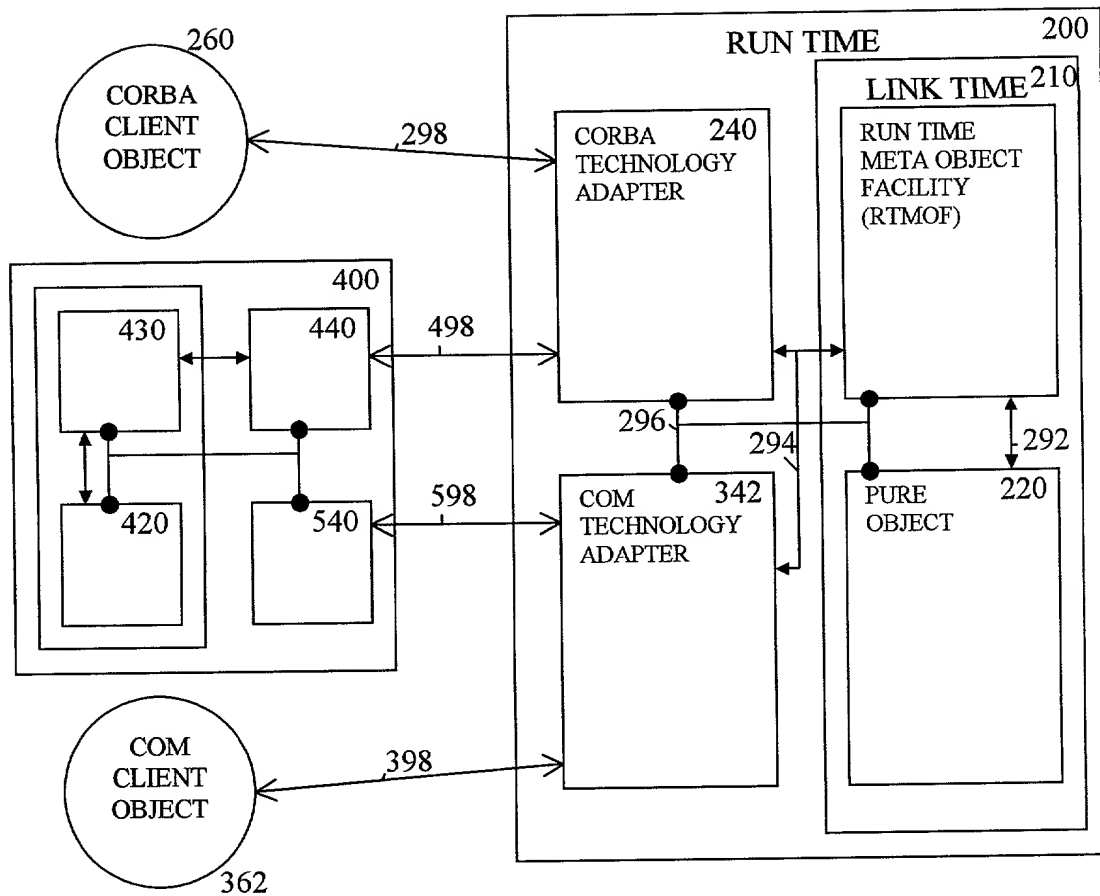 260
CORBA
CLIENT
OBJECT
298
RUN TIME
200
LINK TIME
210
240
CORBA
TECHNOLOGY
ADAPTER
RUN TIME
META OBJECT
FACILITY
(RTMOF)
400
430
440
498
296
294
292
420
540
598
342
COM
TECHNOLOGY
ADAPTER
220
PURE
OBJECT
COM
CLIENT
OBJECT
398
362